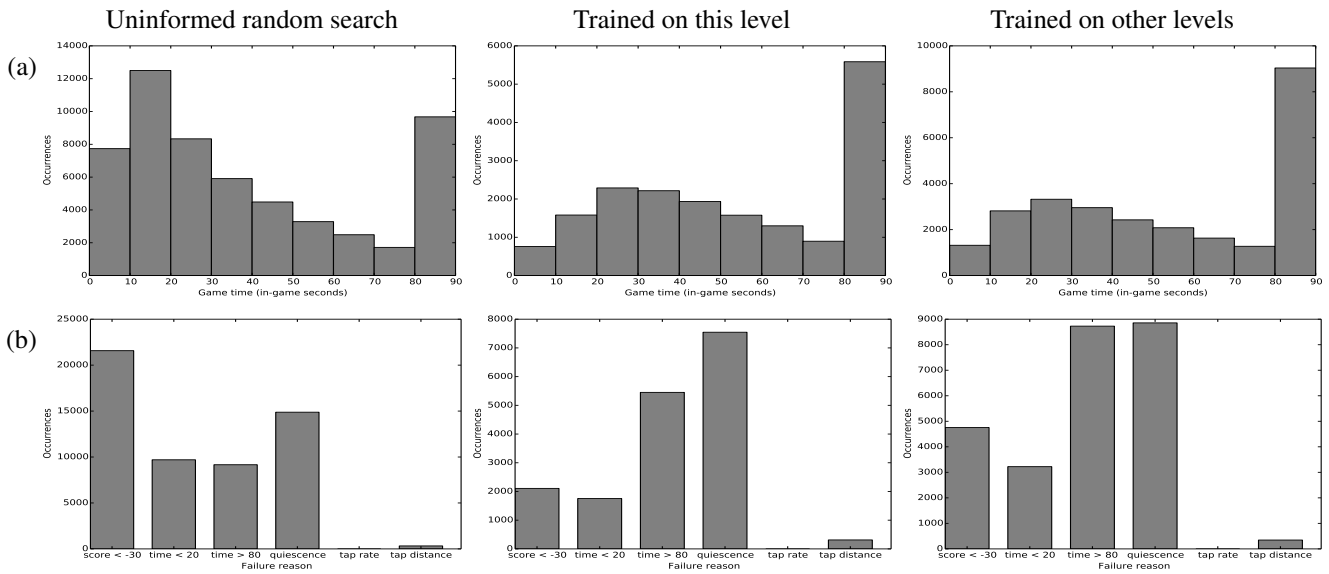 Uninformed random search
Trained on this level
Trained on other levels
(a)
14000
12000
10000
8000
6000
4000
2000
0
Occurrences
0 10 20 30 40 50 60 70 80 90
Game time (in-game seconds)
6000
5000
4000
3000
2000
1000
0
Occurrences
0 10 20 30 40 50 60 70 80 90
Game time (in-game seconds)
10000
8000
6000
4000
2000
0
Occurrences
0 10 20 30 40 50 60 70 80 90
Game time (in-game seconds)
(b)
25000
20000
15000
10000
5000
0
Occurrences
score < -30 time < 20 time > 80 quiescence tap rate tap distance
Failure reason
8000
7000
6000
5000
4000
3000
2000
1000
0
Occurrences
score < -30 time < 20 time > 80 quiescence tap rate tap distance
Failure reason
9000
8000
7000
6000
5000
4000
3000
2000
1000
0
Occurrences
score < -30 time < 20 time > 80 quiescence tap rate tap distance
Failure reason